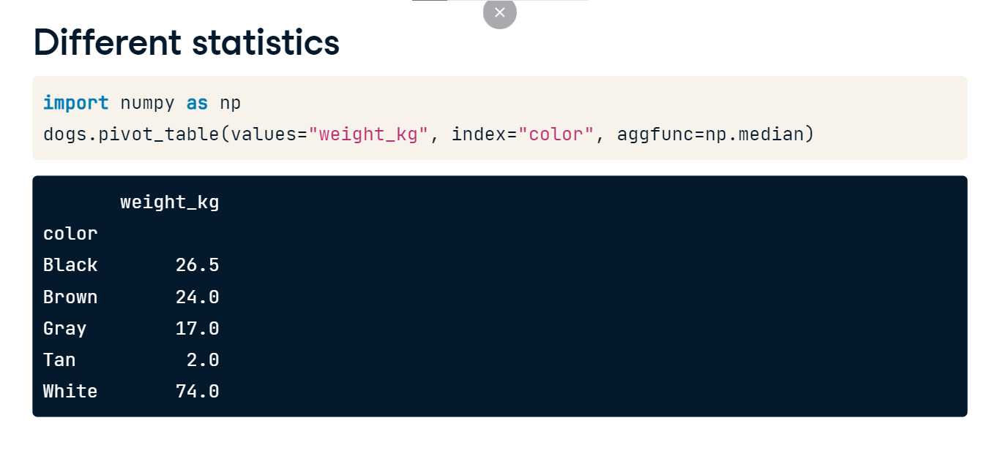 Different statistics
import numpy as np
dogs.pivot_table(values="weight_kg", index="color", aggfunc=np.median)
weight_kg
color
Black 26.5
Brown 24.0
Gray 17.0
Tan 2.0
White 74.0